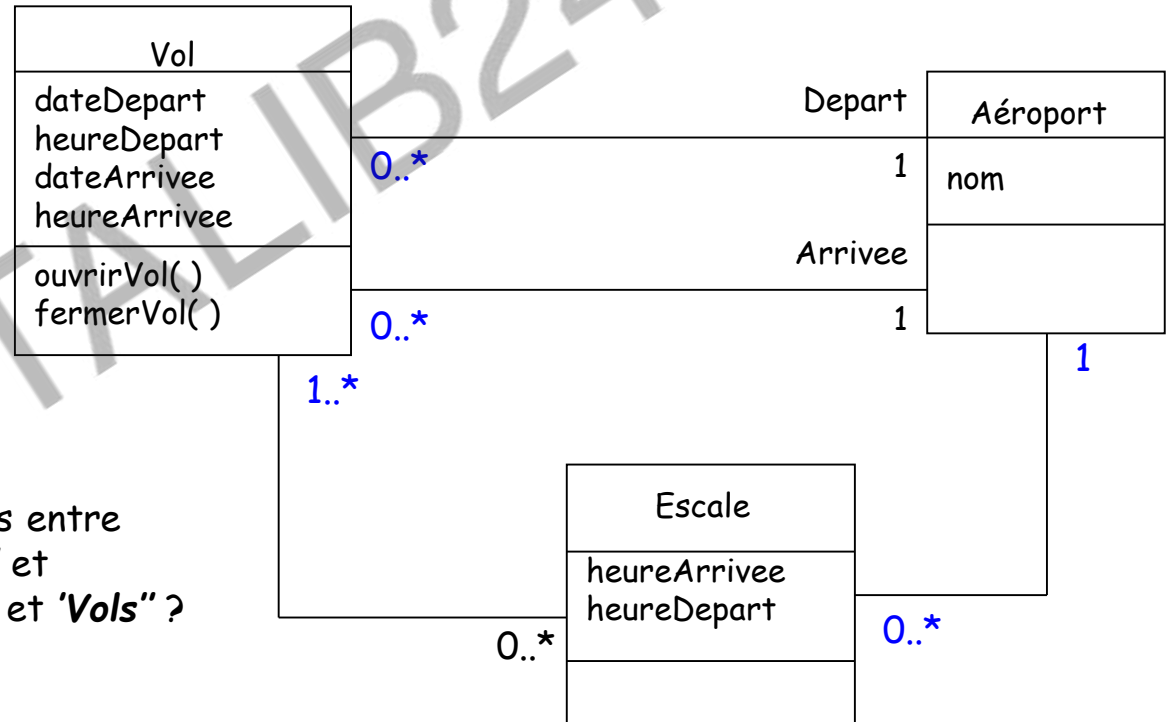 TALIB24
Vol
dateDepart
heureDepart
dateArrivee
heureArrivee
ouvrirVol( )
fermerVol( )
Depart
0..*
1
Aéroport
nom
Arrivee
0..*
1
1..*
1
s entre
et
et 'Vols" ?
Escale
heureArrivee
heureDepart
0..*
0..*